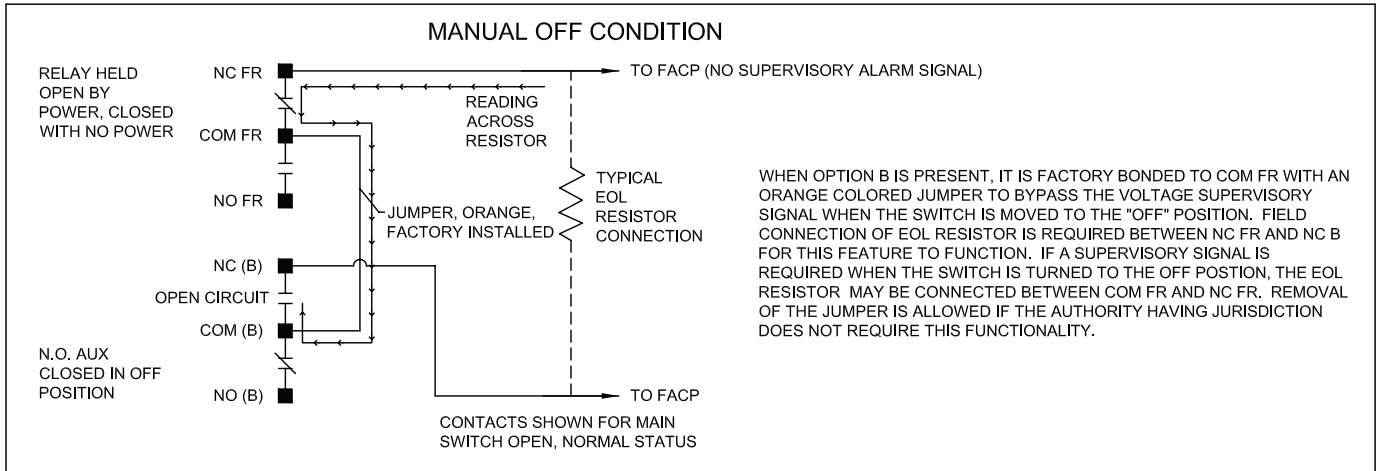 MANUAL OFF CONDITION
RELAY HELD
OPEN BY
POWER, CLOSED
WITH NO POWER
NC FR
COM FR
NO FR
TO FACP (NO SUPERVISORY ALARM SIGNAL)
READING
ACROSS
RESISTOR
TYPICAL
EOL
RESISTOR
CONNECTION
JUMPER, ORANGE,
FACTORY INSTALLED
NC (B)
OPEN CIRCUIT
COM (B)
N.O. AUX
CLOSED IN OFF
POSITION
NO (B)
TO FACP
CONTACTS SHOWN FOR MAIN
SWITCH OPEN, NORMAL STATUS
WHEN OPTION B IS PRESENT, IT IS FACTORY BONDED TO COM FR WITH AN
ORANGE COLORED JUMPER TO BYPASS THE VOLTAGE SUPERVISORY
SIGNAL WHEN THE SWITCH IS MOVED TO THE "OFF" POSITION. FIELD
CONNECTION OF EOL RESISTOR IS REQUIRED BETWEEN NC FR AND NC B
FOR THIS FEATURE TO FUNCTION. IF A SUPERVISORY SIGNAL IS
REQUIRED WHEN THE SWITCH IS TURNED TO THE OFF POSTION, THE EOL
RESISTOR MAY BE CONNECTED BETWEEN COM FR AND NC FR. REMOVAL
OF THE JUMPER IS ALLOWED IF THE AUTHORITY HAVING JURISDICTION
DOES NOT REQUIRE THIS FUNCTIONALITY.